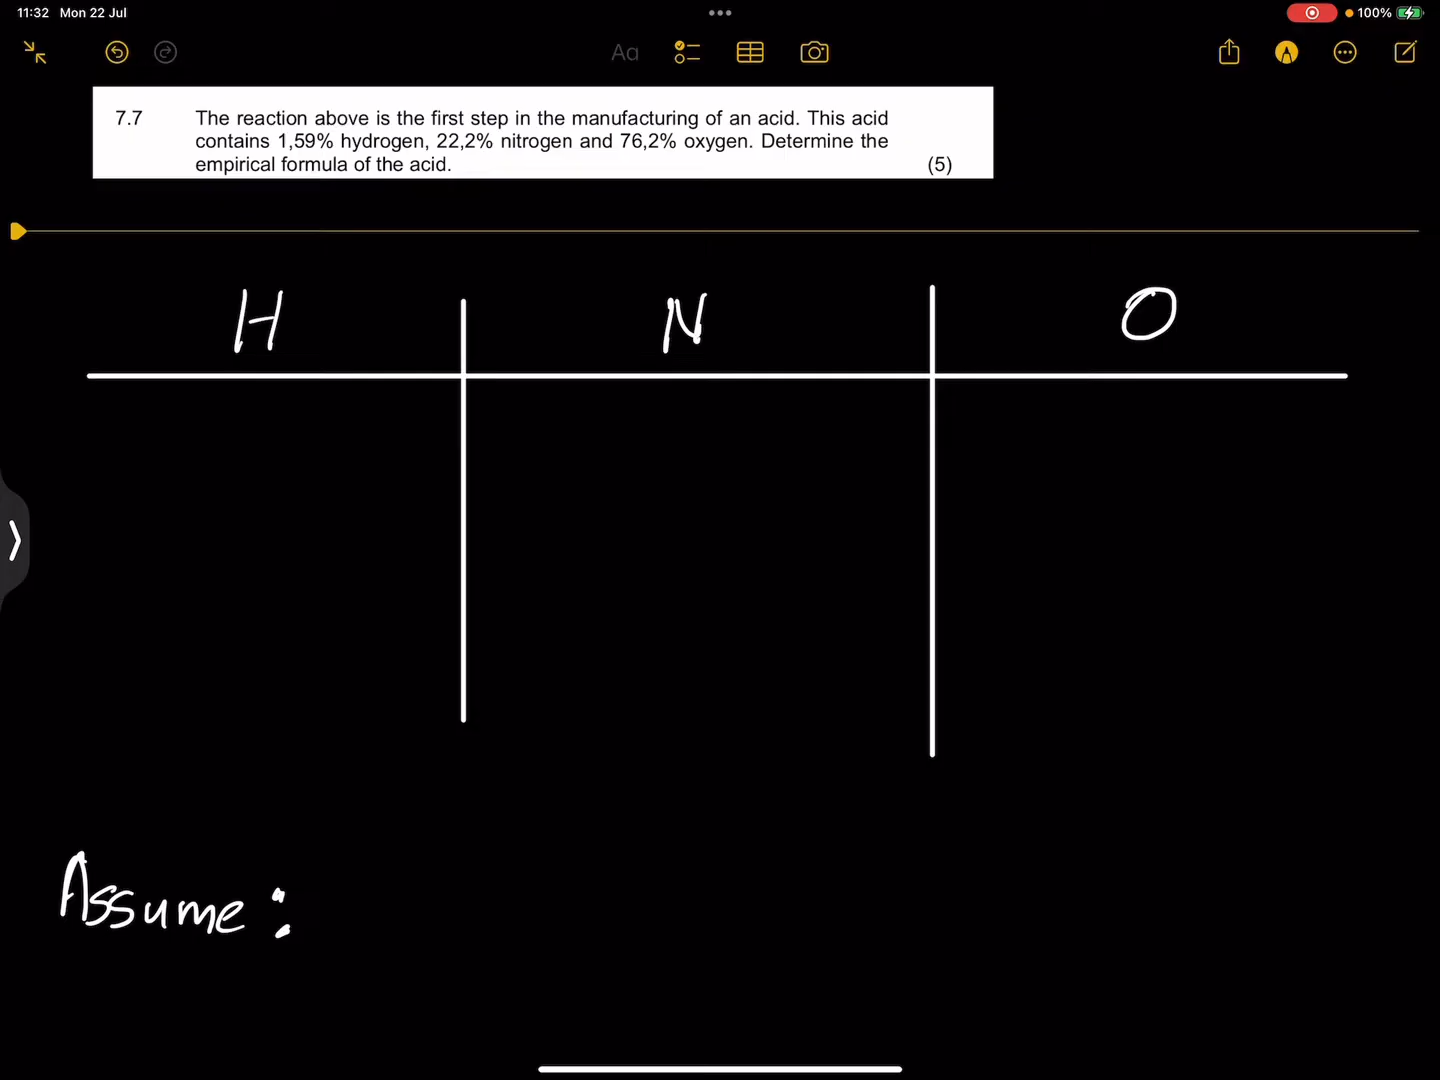 11:32 Mon 22 Jul
100%
Aa
7.7 The reaction above is the first step in the manufacturing of an acid. This acid
contains 1,59% hydrogen, 22,2% nitrogen and 76,2% oxygen. Determine the
empirical formula of the acid. (5)
H N O
Assume :